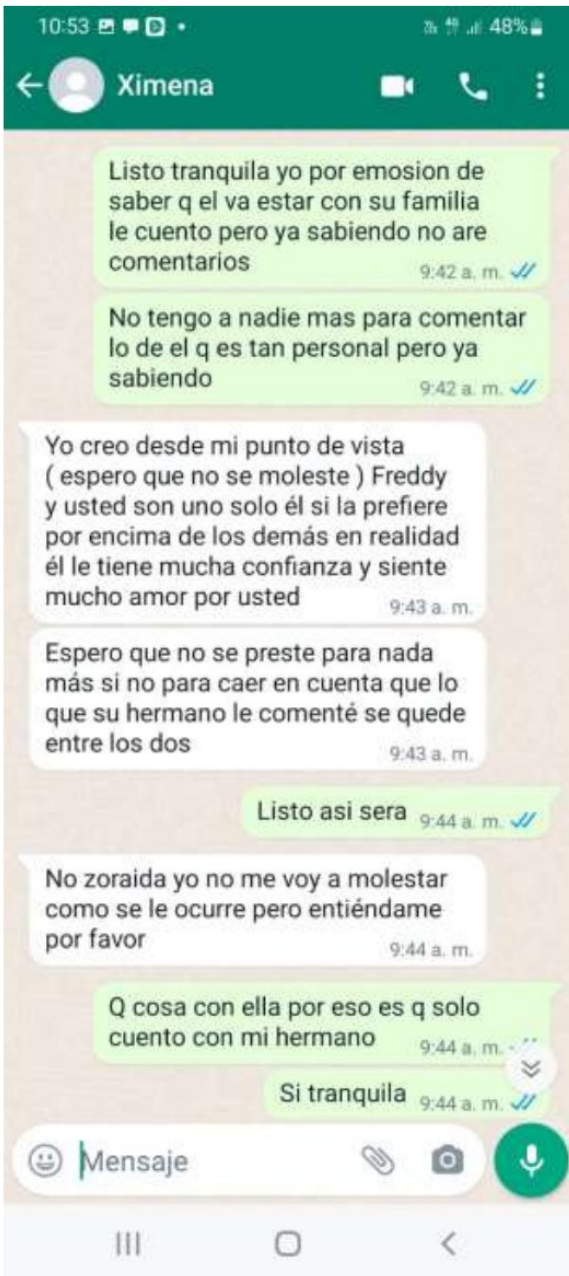 10:53
48%
Ximena
Listo tranquila yo por emosion de
saber q el va estar con su familia
le cuento pero ya sabiendo no are
comentarios
9:42 a. m.
No tengo a nadie mas para comentar
lo de el q es tan personal pero ya
sabiendo
9:42 a. m.
Yo creo desde mi punto de vista
( espero que no se moleste ) Freddy
y usted son uno solo él si la prefiere
por encima de los demás en realidad
él le tiene mucha confianza y siente
mucho amor por usted
9:43 a. m.
Espero que no se preste para nada
más si no para caer en cuenta que lo
que su hermano le comenté se quede
entre los dos
9:43 a. m.
Listo asi sera
9:44 a. m.
No zoraida yo no me voy a molestar
como se le ocurre pero entiéndame
por favor
9:44 a. m.
Q cosa con ella por eso es q solo
cuento con mi hermano
9:44 a. m.
Si tranquila
9:44 a. m.
Mensaje